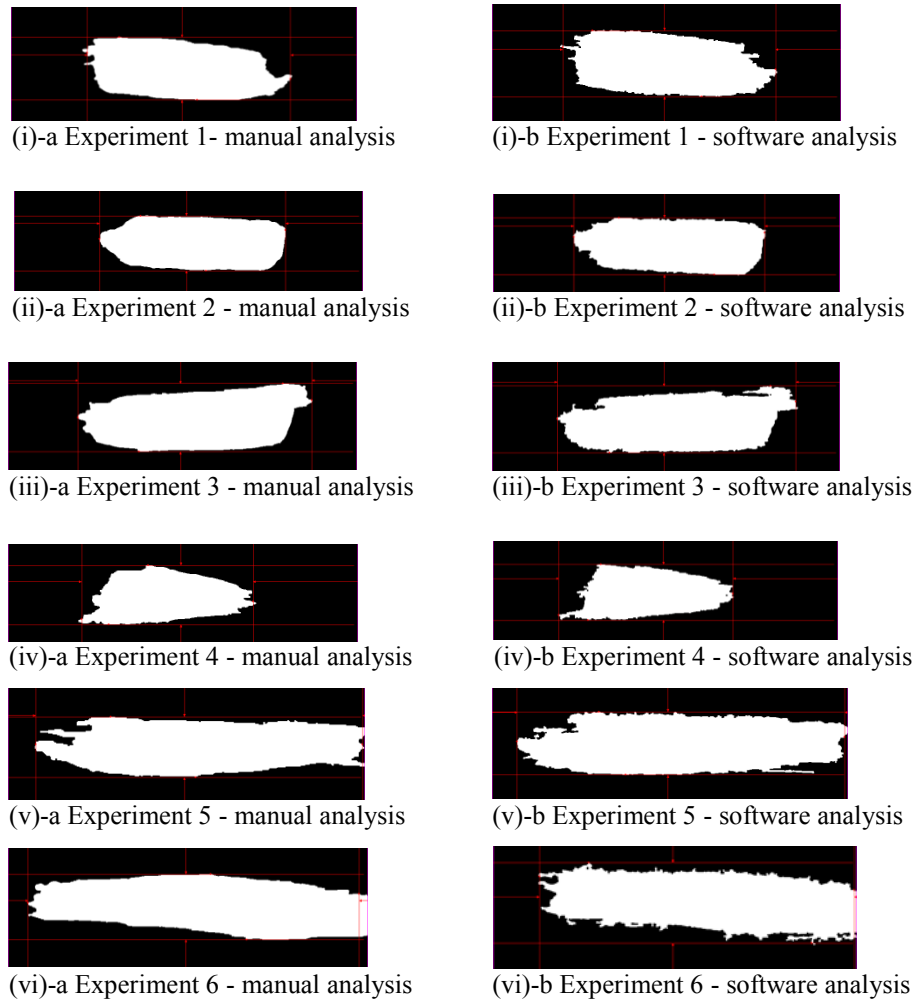 (i)-a Experiment 1- manual analysis
(i)-b Experiment 1 - software analysis
(ii)-a Experiment 2 - manual analysis
(ii)-b Experiment 2 - software analysis
(iii)-a Experiment 3 - manual analysis
(iii)-b Experiment 3 - software analysis
(iv)-a Experiment 4 - manual analysis
(iv)-b Experiment 4 - software analysis
(v)-a Experiment 5 - manual analysis
(v)-b Experiment 5 - software analysis
(vi)-a Experiment 6 - manual analysis
(vi)-b Experiment 6 - software analysis